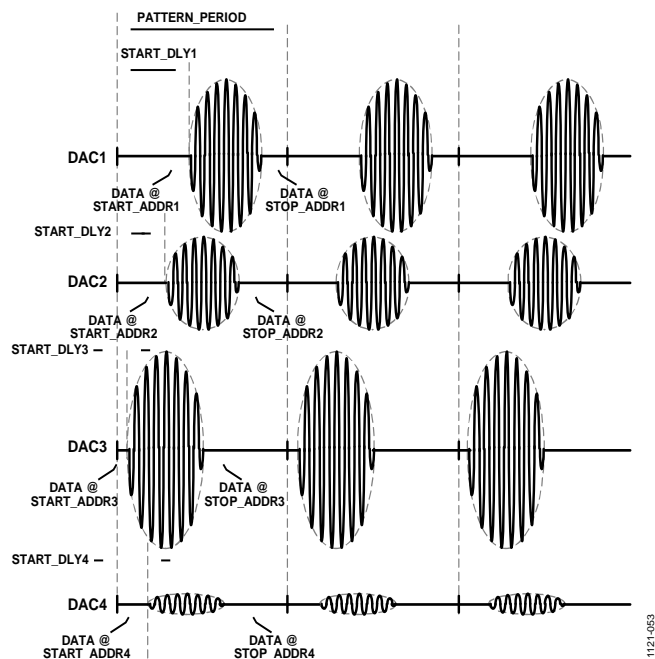 PATTERN_PERIOD
START_DLY1
DAC1
DATA @
START_ADDR1
DATA @
STOP_ADDR1
START_DLY2
DAC2
DATA @
START_ADDR2
DATA @
STOP_ADDR2
START_DLY3
DAC3
DATA @
START_ADDR3
DATA @
STOP_ADDR3
START_DLY4
DAC4
DATA @
START_ADDR4
DATA @
STOP_ADDR4
1121-053